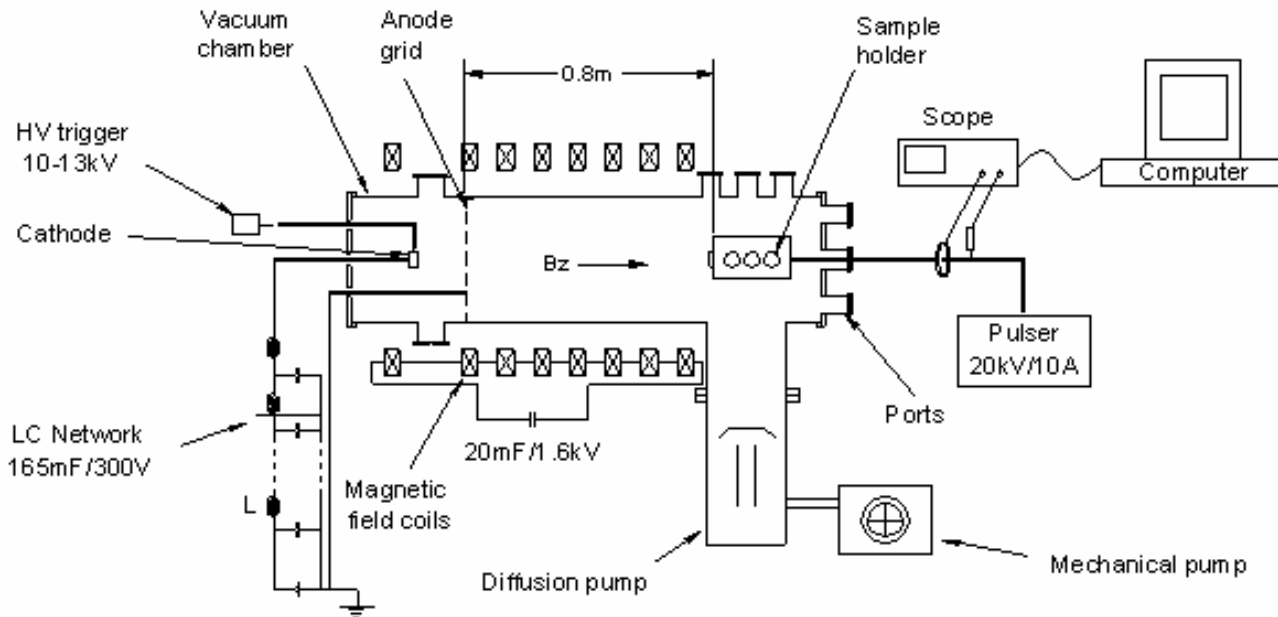 Vacuum
chamber
Anode
grid
Sample
holder
0.8m
HV trigger
10-13kV
Scope
Computer
Cathode
Bz
Pulser
20kV/10A
Ports
LC Network
165mF/300V
20mF/1.6kV
L
Magnetic
field coils
Diffusion pump
Mechanical pump